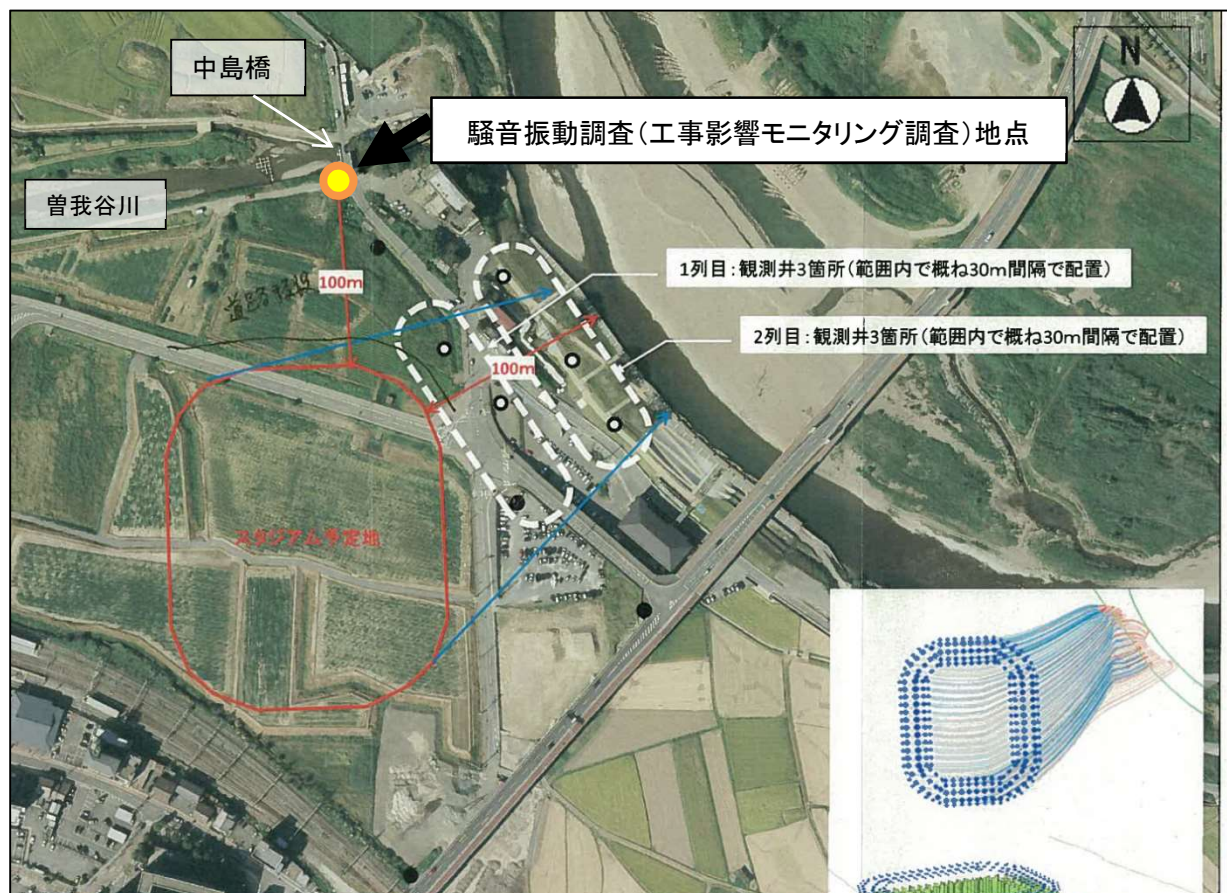 中島橋
N
騒音振動調査(工事影響モニタリング調査)地点
曽我谷川
1列目:観測井3箇所(範囲内で概ね30m間隔で配置)
100m
2列目:観測井3箇所(範囲内で概ね30m間隔で配置)
100m
スタジアム予定地